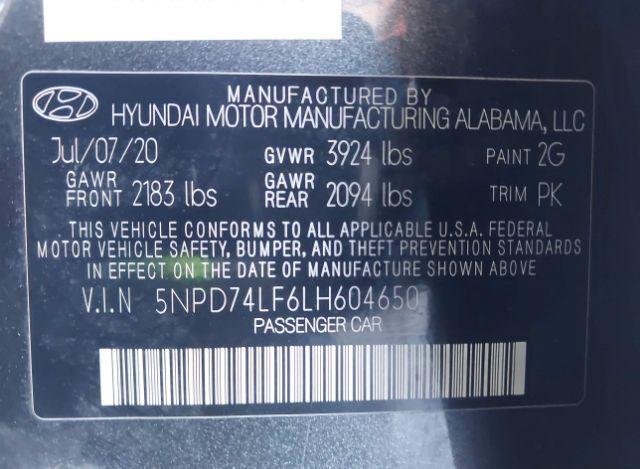 MANUFACTURED BY
HYUNDAI MOTOR MANUFACTURING ALABAMA, LLC
Jul/07/20 GVWR 3924 lbs PAINT 2G
GAWR FRONT 2183 lbs GAWR REAR 2094 lbs TRIM PK
THIS VEHICLE CONFORMS TO ALL APPLICABLE U.S.A. FEDERAL
MOTOR VEHICLE SAFETY, BUMPER, AND THEFT PREVENTION STANDARDS
IN EFFECT ON THE DATE OF MANUFACTURE SHOWN ABOVE
V.I.N 5NPD74LF6LH604650
PASSENGER CAR